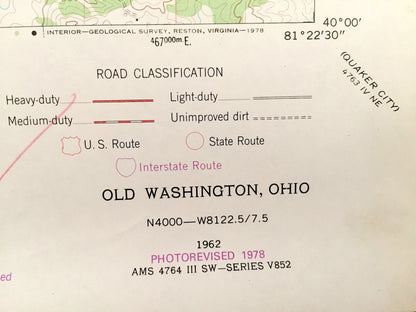 INTERIOR—GEOLOGICAL SURVEY, RESTON, VIRGINIA—1978
467000m E.
40°00'
81°22'30"
(QUAKER CITY)
4763 IV NE
ROAD CLASSIFICATION
Heavy-duty Light-duty
Medium-duty Unimproved dirt
U. S. Route State Route
Interstate Route
OLD WASHINGTON, OHIO
N4000—W8122.5/7.5
1962
PHOTOREVISED 1978
AMS 4764 III SW—SERIES V852
ed